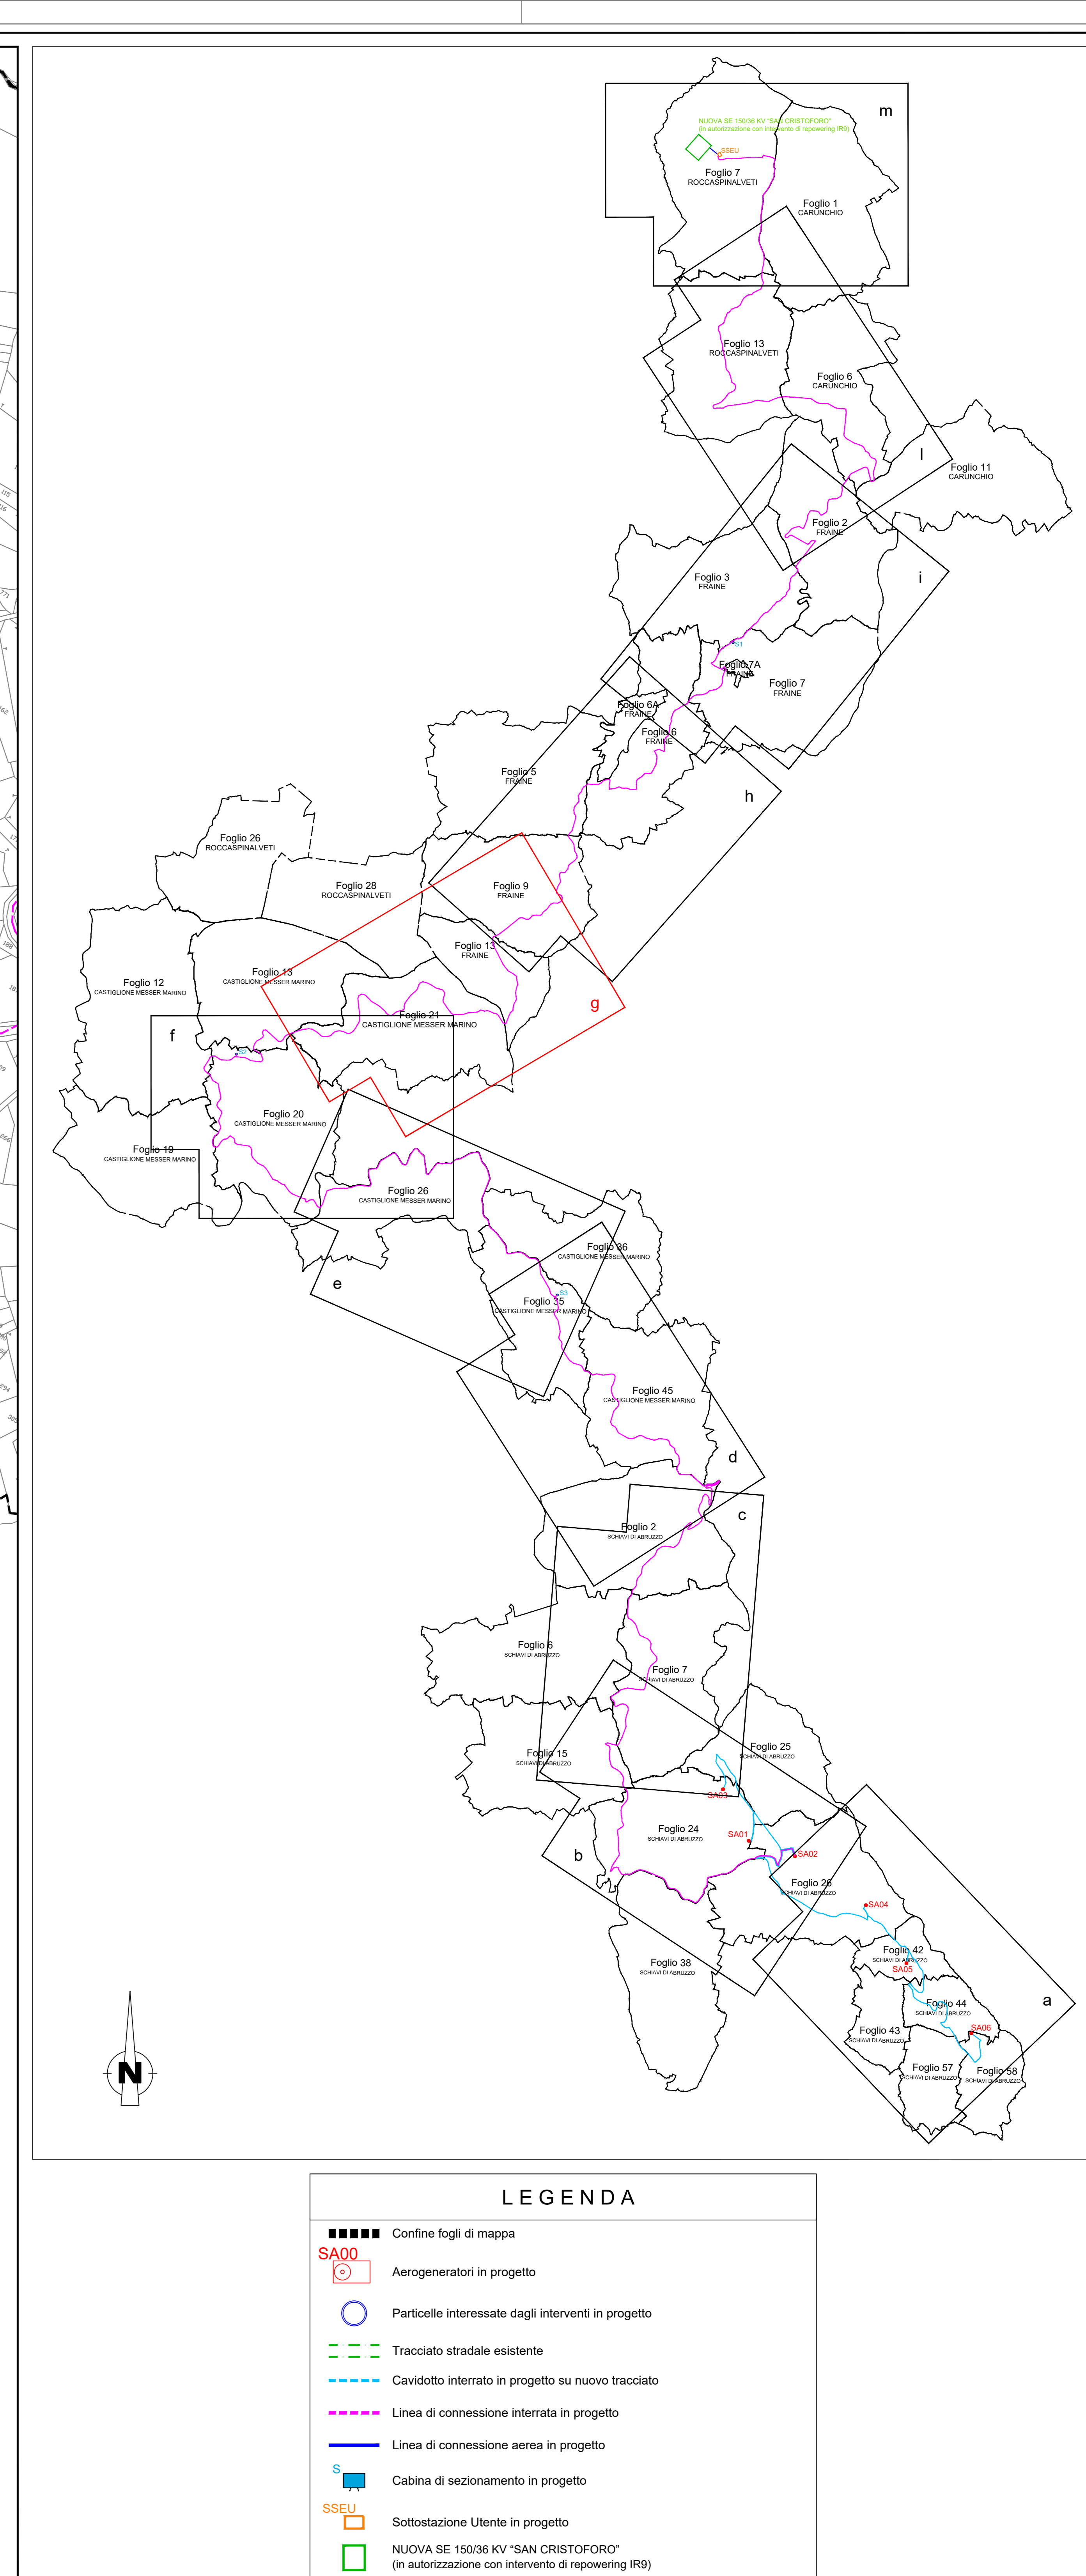 m
NUOVA SE 150/36 KV "SAN CRISTOFORO"
(in autorizzazione con intervento di repowering IR9)
SSEU
Foglio 7
ROCCASPINALVETI
Foglio 1
CARUNCHIO
Foglio 13
ROCCASPINALVETI
Foglio 6
CARUNCHIO
l
Foglio 11
CARUNCHIO
Foglio 2
FRAINE
Foglio 3
FRAINE
i
S1
Foglio 7A
FRAINE
Foglio 7
FRAINE
Foglio 6A
FRAINE
Foglio 6
FRAINE
Foglio 5
FRAINE
h
Foglio 26
ROCCASPINALVETI
Foglio 28
ROCCASPINALVETI
Foglio 9
FRAINE
Foglio 13
FRAINE
Foglio 12
CASTIGLIONE MESSER MARINO
Foglio 13
CASTIGLIONE MESSER MARINO
g
Foglio 21
CASTIGLIONE MESSER MARINO
f
S2
Foglio 20
CASTIGLIONE MESSER MARINO
Foglio 19
CASTIGLIONE MESSER MARINO
Foglio 26
CASTIGLIONE MESSER MARINO
Foglio 36
CASTIGLIONE MESSER MARINO
e
S3
Foglio 35
CASTIGLIONE MESSER MARINO
Foglio 45
CASTIGLIONE MESSER MARINO
d
c
Foglio 2
SCHIAVI DI ABRUZZO
Foglio 6
SCHIAVI DI ABRUZZO
Foglio 7
SCHIAVI DI ABRUZZO
Foglio 15
SCHIAVI DI ABRUZZO
Foglio 25
SCHIAVI DI ABRUZZO
SA03
Foglio 24
SCHIAVI DI ABRUZZO
SA01
b
SA02
Foglio 26
SCHIAVI DI ABRUZZO
SA04
Foglio 42
SCHIAVI DI ABRUZZO
SA05
Foglio 38
SCHIAVI DI ABRUZZO
a
Foglio 44
SCHIAVI DI ABRUZZO
SA06
Foglio 43
SCHIAVI DI ABRUZZO
Foglio 57
SCHIAVI DI ABRUZZO
Foglio 58
SCHIAVI DI ABRUZZO
N
LEGENDA
Confine fogli di mappa
SA00
Aerogeneratori in progetto
Particelle interessate dagli interventi in progetto
Tracciato stradale esistente
Cavidotto interrato in progetto su nuovo tracciato
Linea di connessione interrata in progetto
Linea di connessione aerea in progetto
S
Cabina di sezionamento in progetto
SSEU
Sottostazione Utente in progetto
NUOVA SE 150/36 KV "SAN CRISTOFORO"
(in autorizzazione con intervento di repowering IR9)